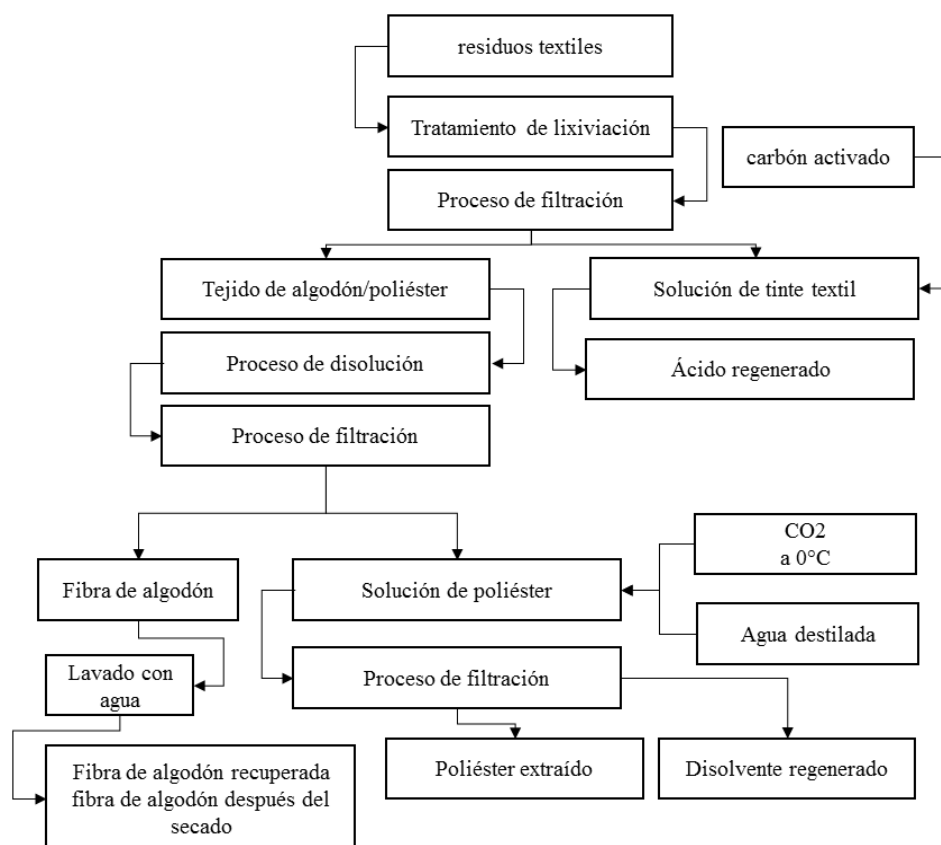 residuos textiles
Tratamiento de lixiviación
carbón activado
Proceso de filtración
Tejido de algodón/poliéster
Solución de tinte textil
Proceso de disolución
Ácido regenerado
Proceso de filtración
CO2
a 0°C
Fibra de algodón
Solución de poliéster
Agua destilada
Lavado con
agua
Proceso de filtración
Poliéster extraído
Disolvente regenerado
Fibra de algodón recuperada
fibra de algodón después del
secado